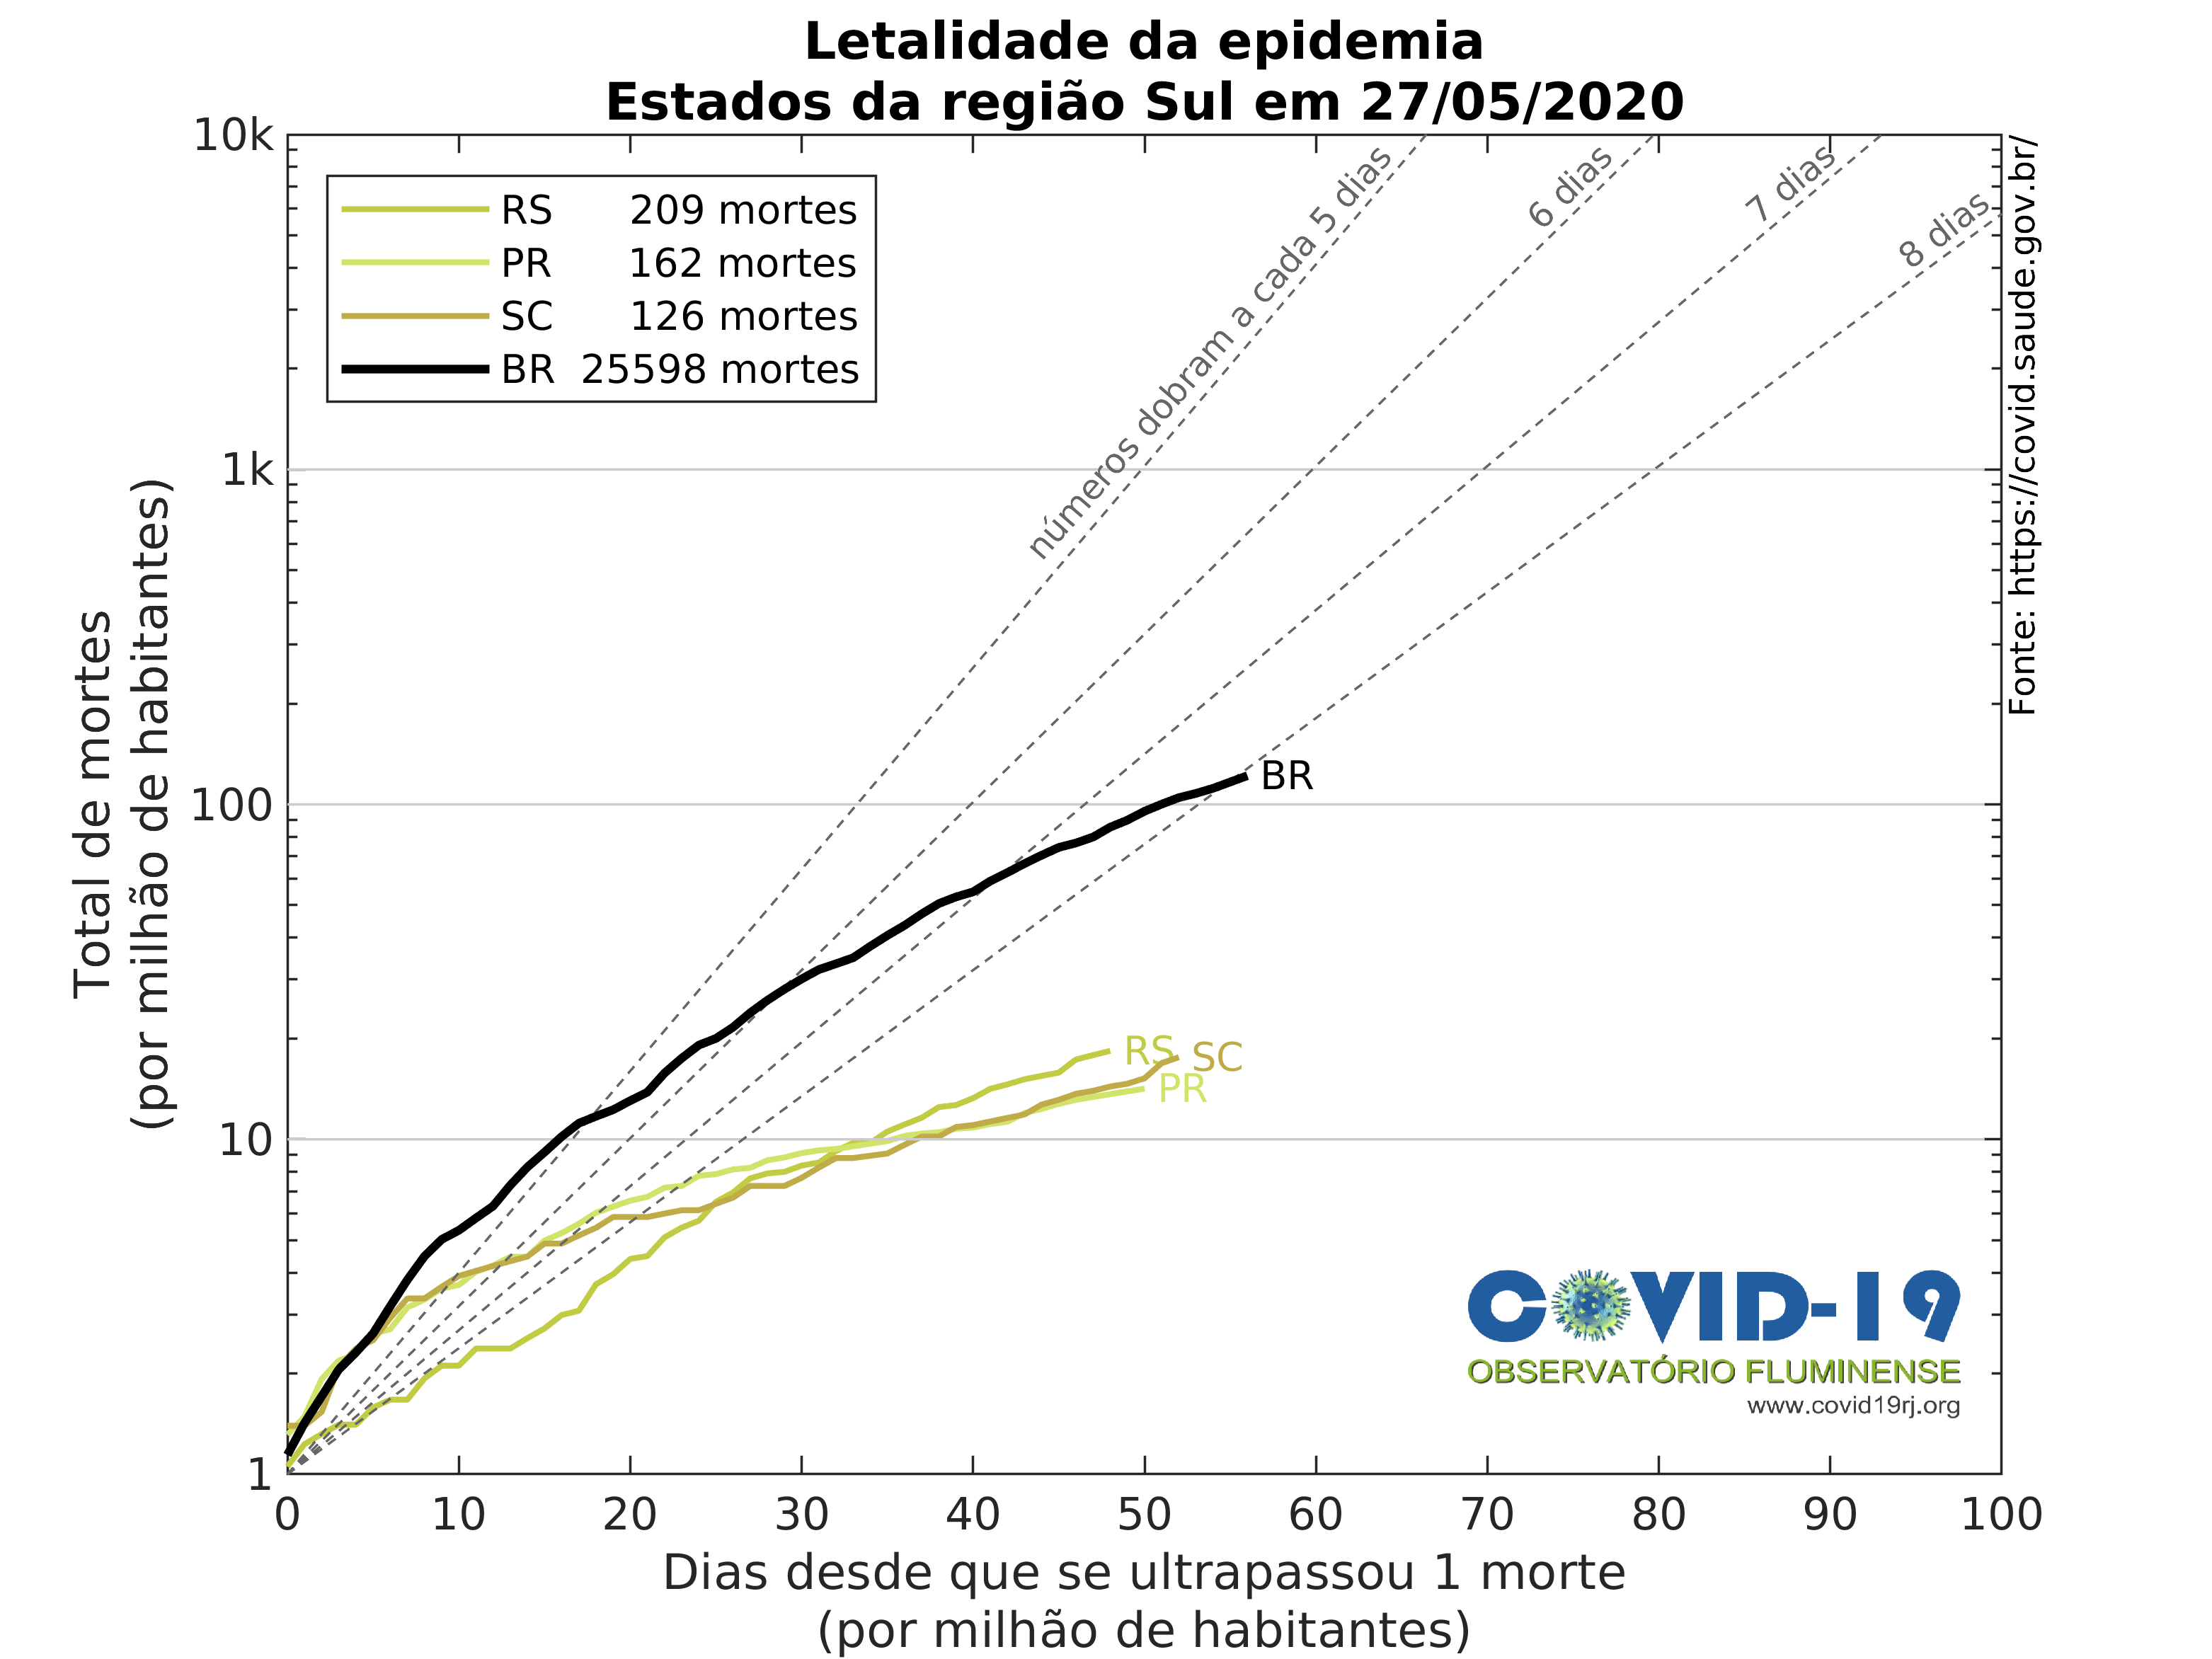 Letalidade da epidemia
Estados da região Sul em 27/05/2020
10k
1k
100
10
1
Total de mortes
(por milhão de habitantes)
RS 209 mortes
PR 162 mortes
SC 126 mortes
BR 25598 mortes
números dobram a cada 5 dias
6 dias
7 dias
8 dias
Fonte: https://covid.saude.gov.br/
BR
RS
SC
PR
COVID-19
OBSERVATÓRIO FLUMINENSE
www.covid19rj.org
0 10 20 30 40 50 60 70 80 90 100
Dias desde que se ultrapassou 1 morte
(por milhão de habitantes)